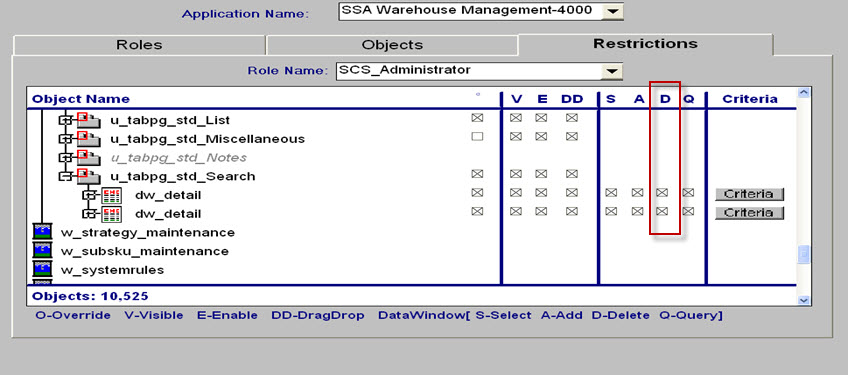 Application Name: SSA Warehouse Management-4000
Roles Objects Restrictions
Role Name: SCS_Administrator
Object Name ° V E DD S A D Q Criteria
u_tabpg_std_List
u_tabpg_std_Miscellaneous
u_tabpg_std_Notes
u_tabpg_std_Search
dw_detail Criteria
dw_detail Criteria
w_strategy_maintenance
w_subsku_maintenance
w_systemrules
Objects: 10,525
O-Override V-Visible E-Enable DD-DragDrop DataWindow[ S-Select A-Add D-Delete Q-Query]